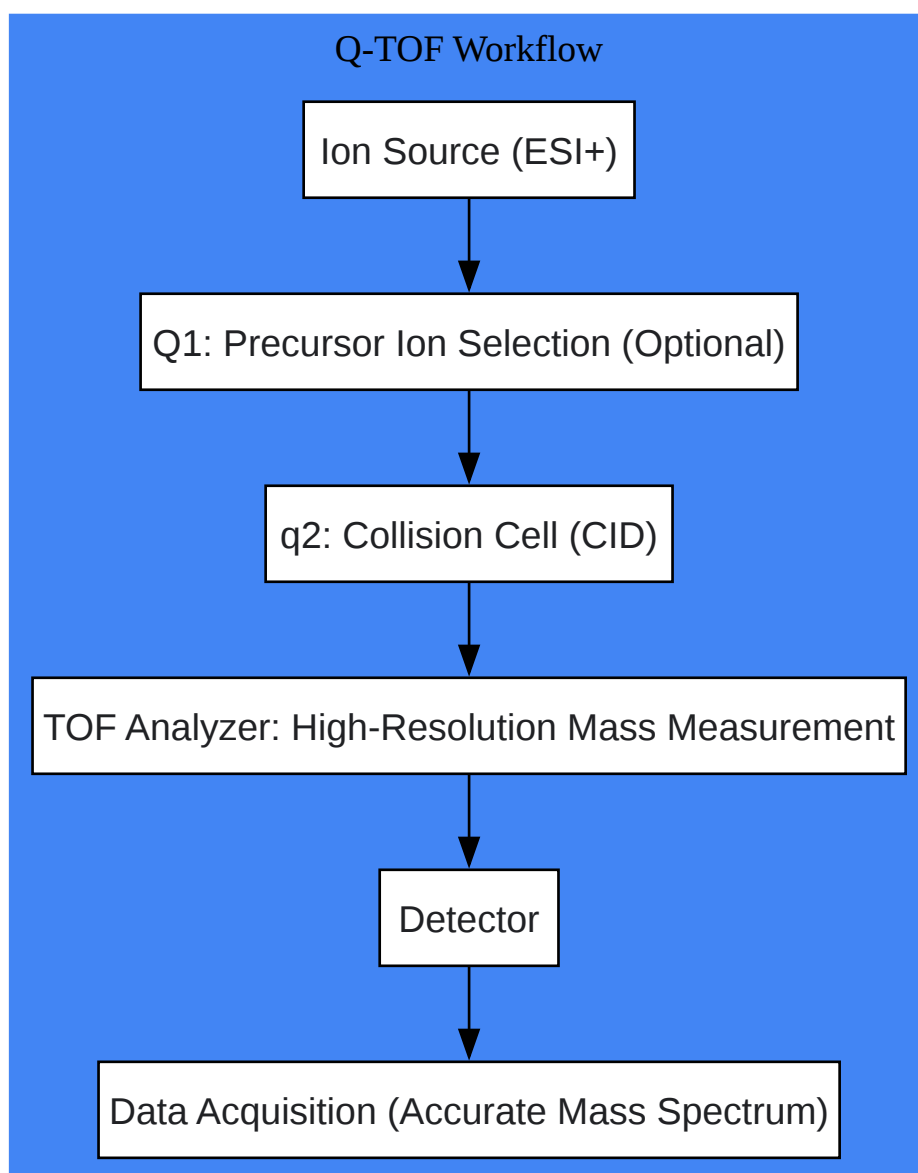 Q-TOF Workflow
Ion Source (ESI+)
Q1: Precursor Ion Selection (Optional)
q2: Collision Cell (CID)
TOF Analyzer: High-Resolution Mass Measurement
Detector
Data Acquisition (Accurate Mass Spectrum)